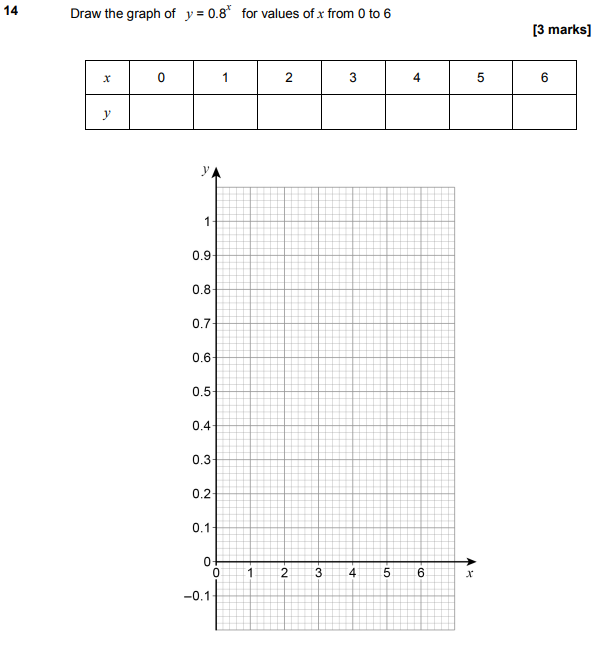 14 Draw the graph of y = 0.8ˣ for values of x from 0 to 6
[3 marks]
x 0 1 2 3 4 5 6
y
y
1
0.9
0.8
0.7
0.6
0.5
0.4
0.3
0.2
0.1
0
0 1 2 3 4 5 6 x
–0.1